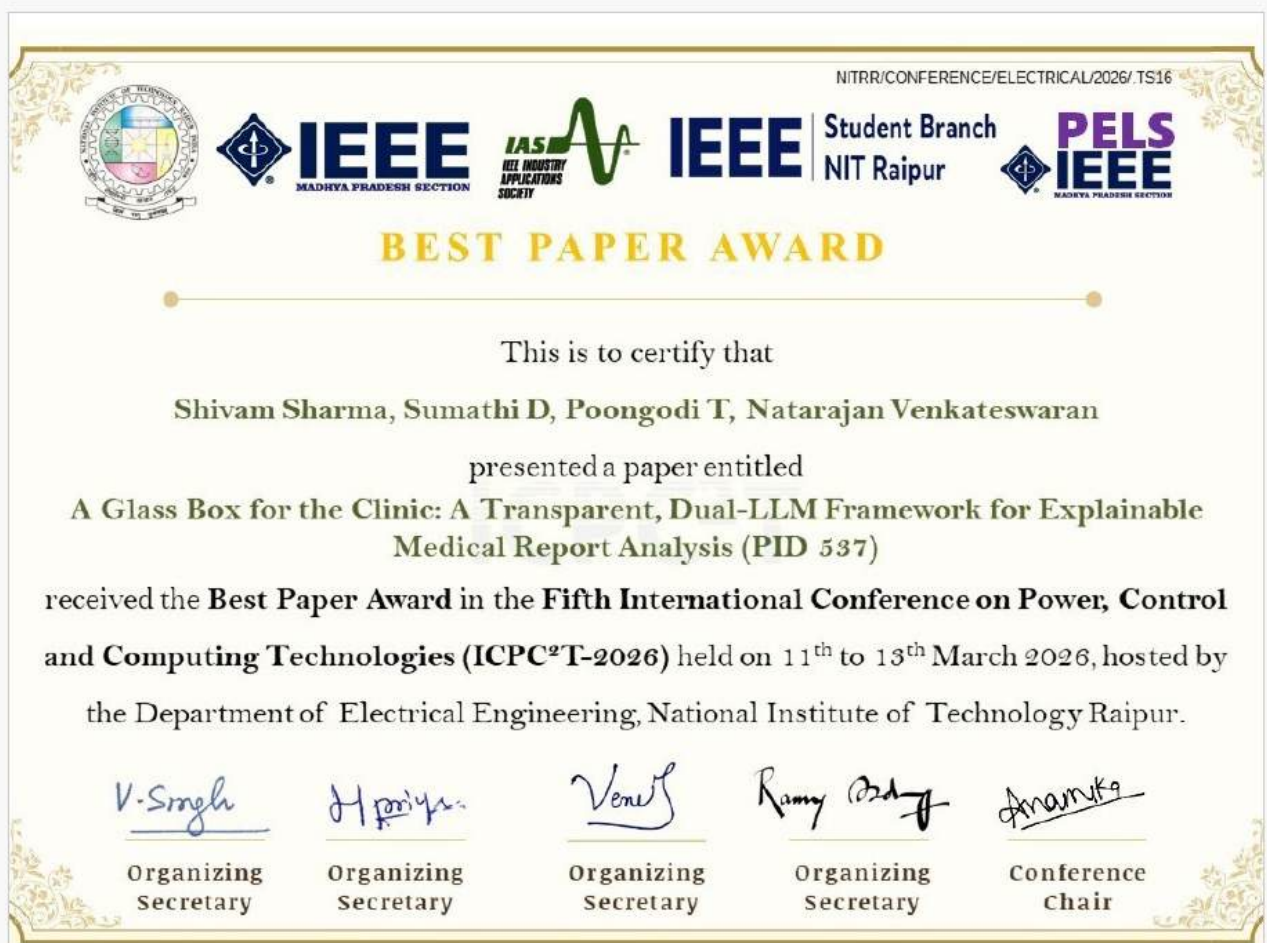 NITRR/CONFERENCE/ELECTRICAL/2026/.TS16
IEEE
MADHYA PRADESH SECTION
IAS
IEEE INDUSTRY
APPLICATIONS
SOCIETY
IEEE
Student Branch
NIT Raipur
PELS
IEEE
MADHYA PRADESH SECTION
BEST PAPER AWARD
This is to certify that
Shivam Sharma, Sumathi D, Poongodi T, Natarajan Venkateswaran
presented a paper entitled
A Glass Box for the Clinic: A Transparent, Dual-LLM Framework for Explainable
Medical Report Analysis (PID 537)
received the Best Paper Award in the Fifth International Conference on Power, Control
and Computing Technologies (ICPC²T-2026) held on 11th to 13th March 2026, hosted by
the Department of Electrical Engineering, National Institute of Technology Raipur.
V. Singh
Anamika
Organizing
Secretary
Organizing
Secretary
Organizing
Secretary
Organizing
Secretary
Conference
Chair